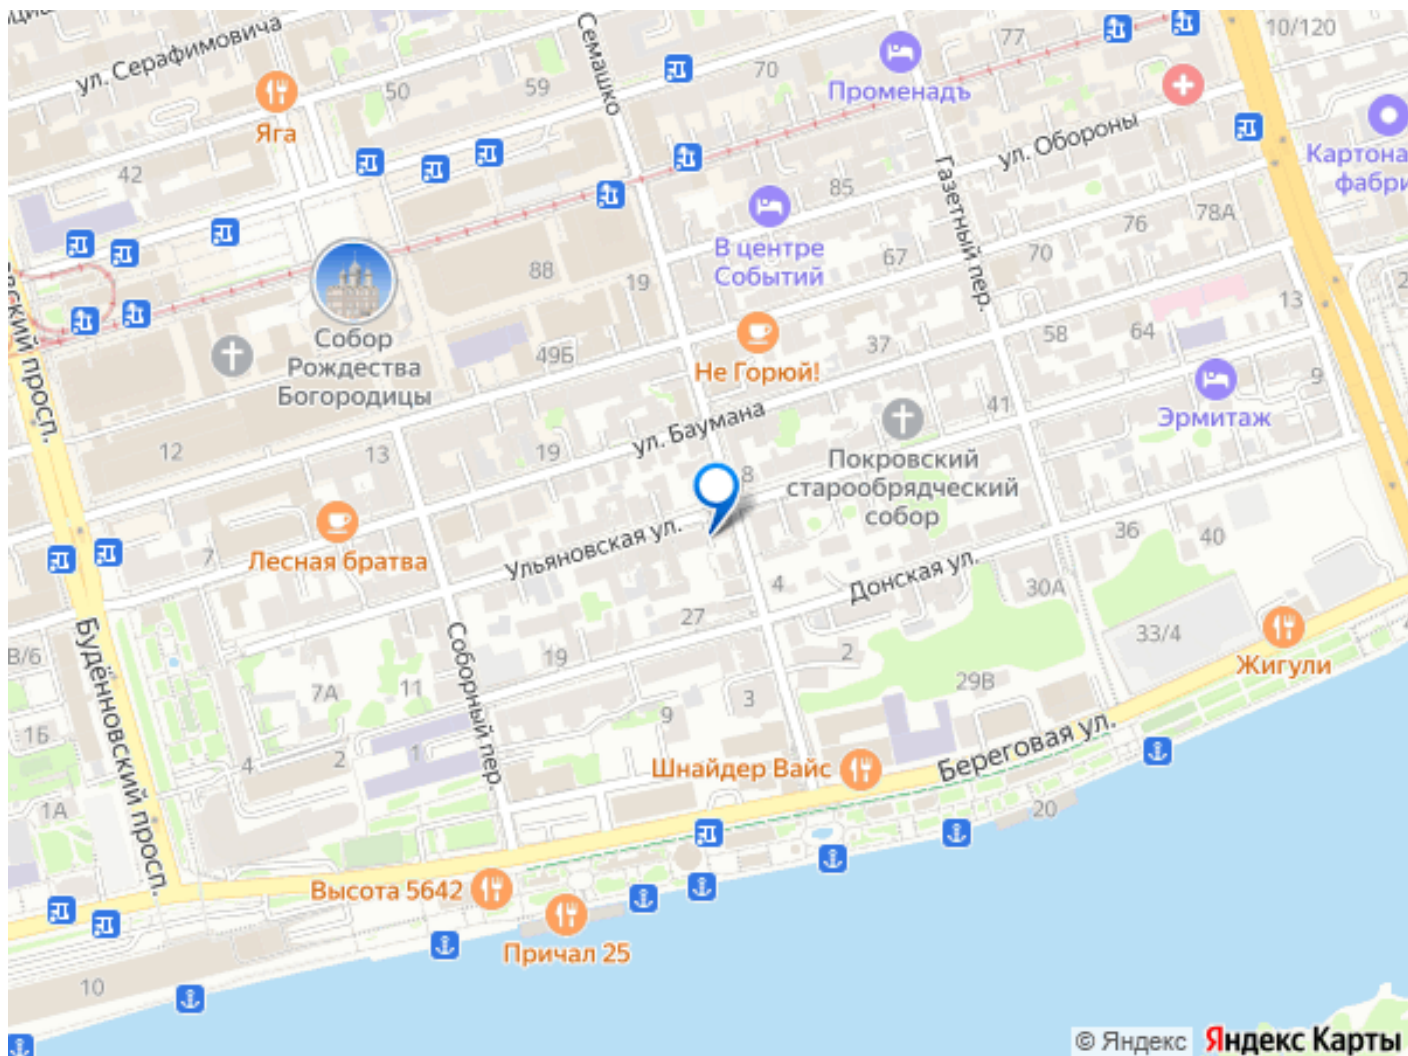 ул. Серафимовича
Семашко
10/120
77
70
59
50
Променадъ
Яга
ул. Обороны
Картона
фабри
42
85
Газетный пер.
78А
76
В центре
Событий
67
70
88
19
13
Собор
Рождества
Богородицы
49Б
Не Горюй!
37
58
64
9
41
Эрмитаж
ул. Баумана
12
13
19
8
Покровский
старообрядческий
собор
Лесная братва
7
Ульяновская ул.
36
40
Донская ул.
4
30А
27
33/4
Жигули
Будённовский просп.
Соборный пер.
В/6
19
2
7А
11
3
29В
9
1Б
4
2
1
Шнайдер Вайс
Береговая ул.
1А
20
Высота 5642
Причал 25
10
© Яндекс
Яндекс Карты